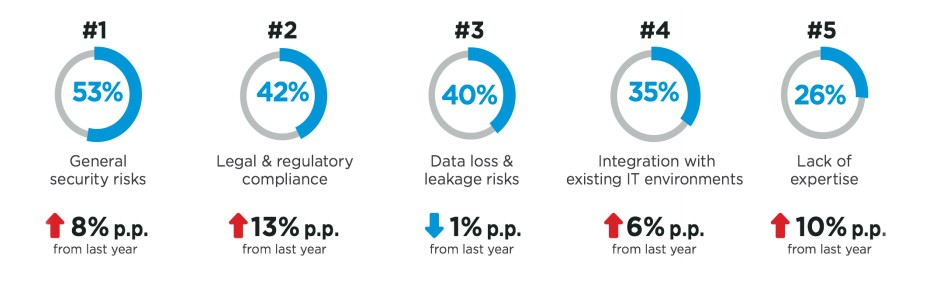 #1
53%
General
security risks
8% p.p.
from last year
#2
42%
Legal & regulatory
compliance
13% p.p.
from last year
#3
40%
Data loss &
leakage risks
1% p.p.
from last year
#4
35%
Integration with
existing IT environments
6% p.p.
from last year
#5
26%
Lack of
expertise
10% p.p.
from last year